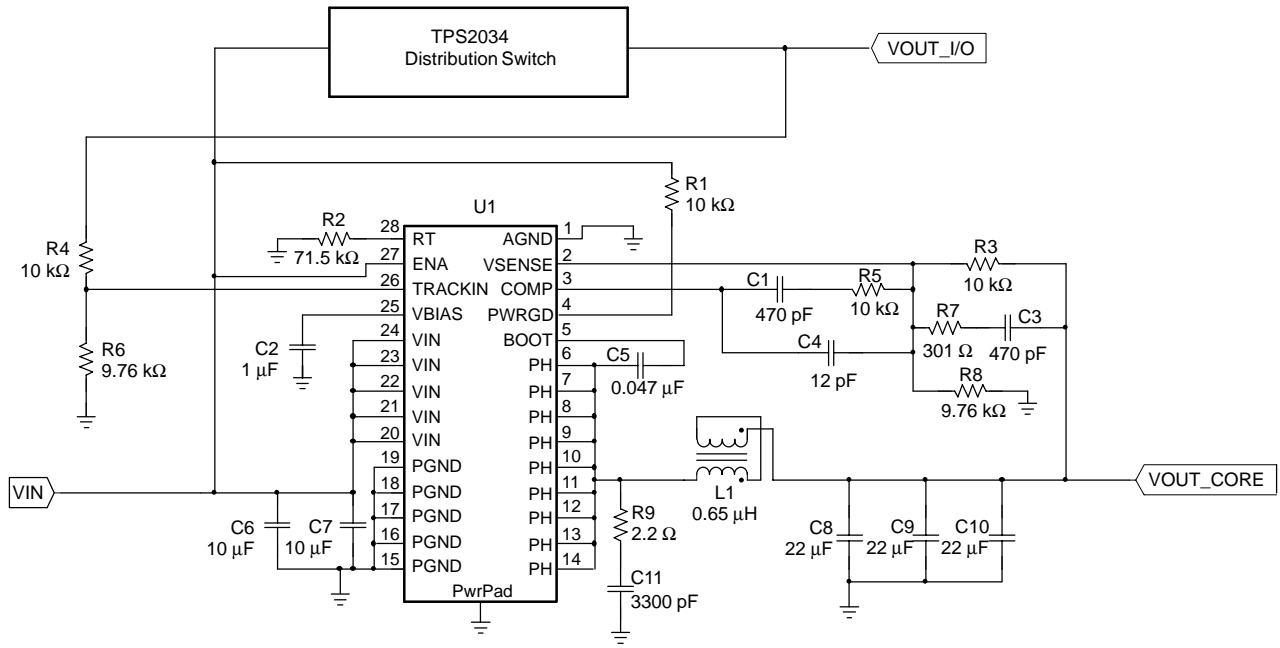 TPS2034
Distribution Switch
VOUT_I/O
R1
10 kΩ
U1
R4
10 kΩ
R2
71.5 kΩ
28
RT
27
ENA
26
TRACKIN
25
VBIAS
24
VIN
23
VIN
22
VIN
21
VIN
20
VIN
19
PGND
18
PGND
17
PGND
16
PGND
15
PGND
PwrPad
1
AGND
2
VSENSE
3
COMP
4
PWRGD
5
BOOT
6
PH
7
PH
8
PH
9
PH
10
PH
11
PH
12
PH
13
PH
14
PH
R6
9.76 kΩ
C2
1 μF
C1
470 pF
R5
10 kΩ
R3
10 kΩ
R7
301 Ω
C3
470 pF
C4
12 pF
R8
9.76 kΩ
C5
0.047 μF
L1
0.65 μH
VIN
C6
10 μF
C7
10 μF
R9
2.2 Ω
C11
3300 pF
C8
22 μF
C9
22 μF
C10
22 μF
VOUT_CORE